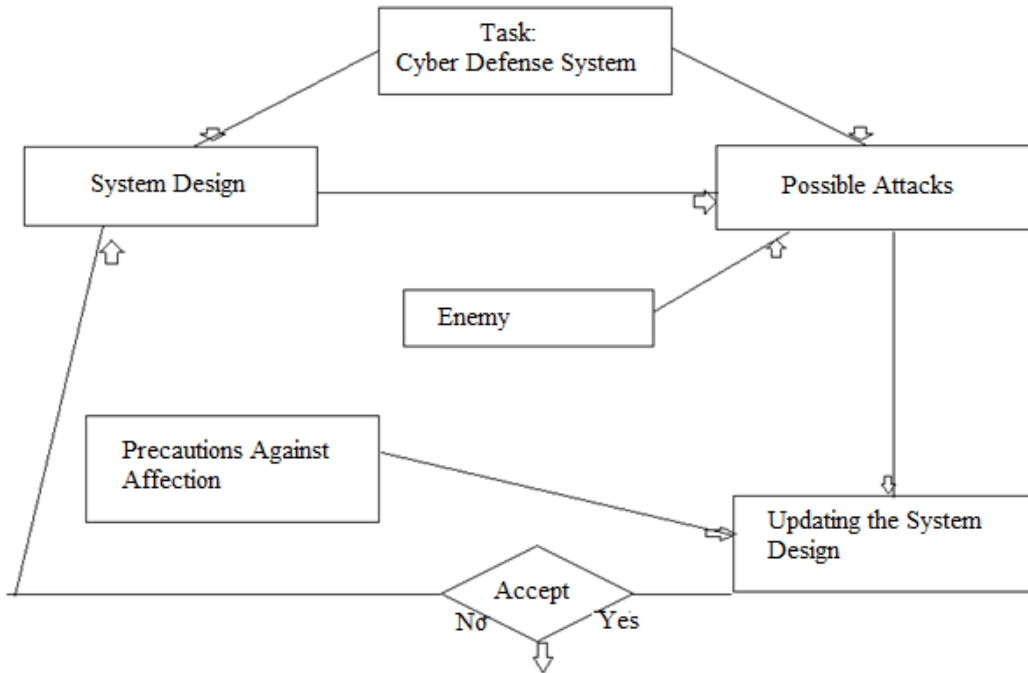 Task:
Cyber Defense System
System Design
Possible Attacks
Enemy
Precautions Against
Affection
Updating the System
Design
Accept
No
Yes